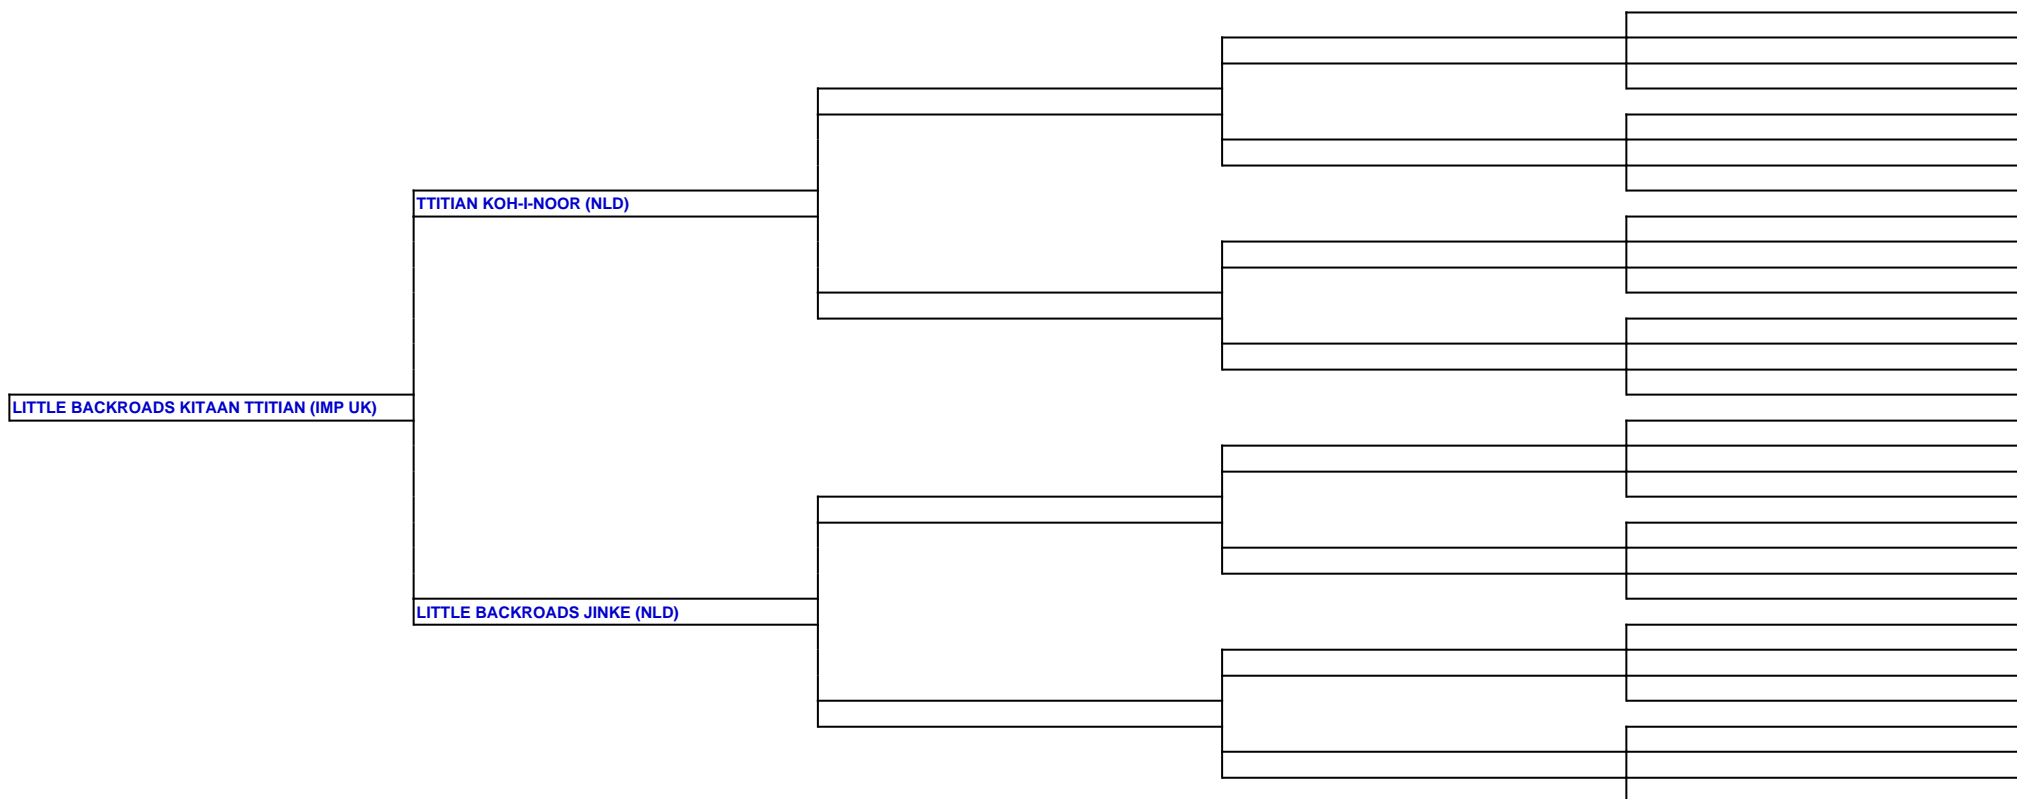 TTITIAN KOH-I-NOOR (NLD)
LITTLE BACKROADS KITAAN TTITIAN (IMP UK)
LITTLE BACKROADS JINKE (NLD)